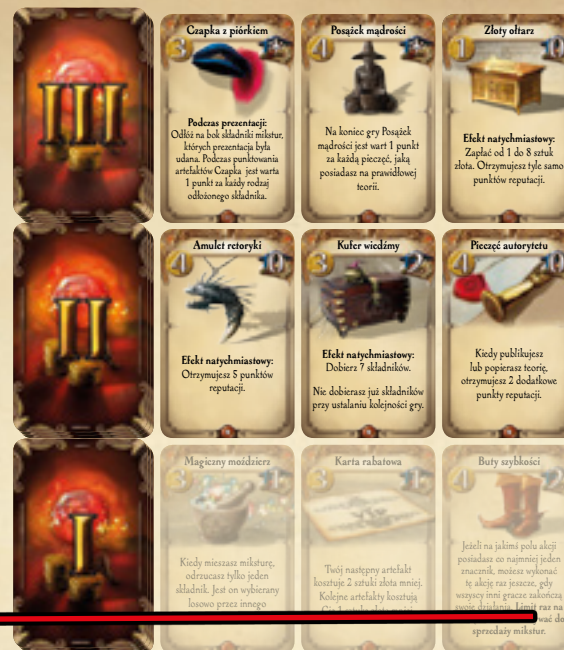 III
Czapka z piórkiem
3
Podczas prezentacji:
Odłóż na bok składniki mikstur,
których prezentacja była
udana. Podczas punktowania
artefaktów Czapka jest warta
1 punkt za każdy rodzaj
odłożonego składnika.
Posążek mądrości
4
Na koniec gry Posążek
mądrości jest wart 1 punkt
za każdą pieczęć, jaką
posiadasz na prawidłowej
teorii.
Złoty ołtarz
1
0
Efekt natychmiastowy:
Zapłać od 1 do 8 sztuk
złota. Otrzymujesz tyle samo
punktów reputacji.
II
Amulet retoryki
4
0
Efekt natychmiastowy:
Otrzymujesz 5 punktów
reputacji.
Kufer wiedźmy
3
2
Efekt natychmiastowy:
Dobierz 7 składników.
Nie dobierasz już składników
przy ustalaniu kolejności gry.
Pieczęć autorytetu
4
0
Kiedy publikujesz
lub popierasz teorię,
otrzymujesz 2 dodatkowe
punkty reputacji.
I
Magiczny moździerz
3
1
Kiedy mieszasz miksturę,
odrzucasz tylko jeden
składnik. Jest on wybierany
losowo przez innego
Karta rabatowa
3
1
Twój następny artefakt
kosztuje 2 sztuki złota mniej.
Kolejne artefakty kosztują
Buty szybkości
4
2
Jeżeli na jakimś polu akcji
posiadasz co najmniej jeden
znacznik, możesz wykonać
tę akcję raz jeszcze, gdy
wszyscy inni gracze zakończą
swoje działania. Limit raz na
wać do
sprzedaży mikstur.